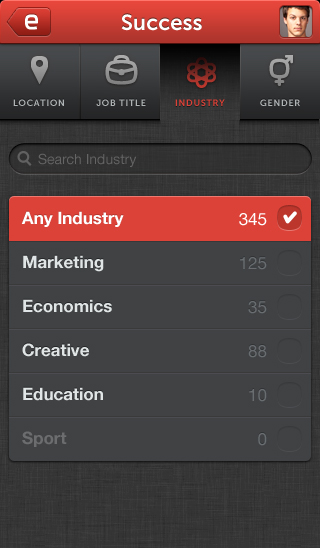 e Success
LOCATION JOB TITLE INDUSTRY GENDER
Search Industry
Any Industry 345
Marketing 125
Economics 35
Creative 88
Education 10
Sport 0